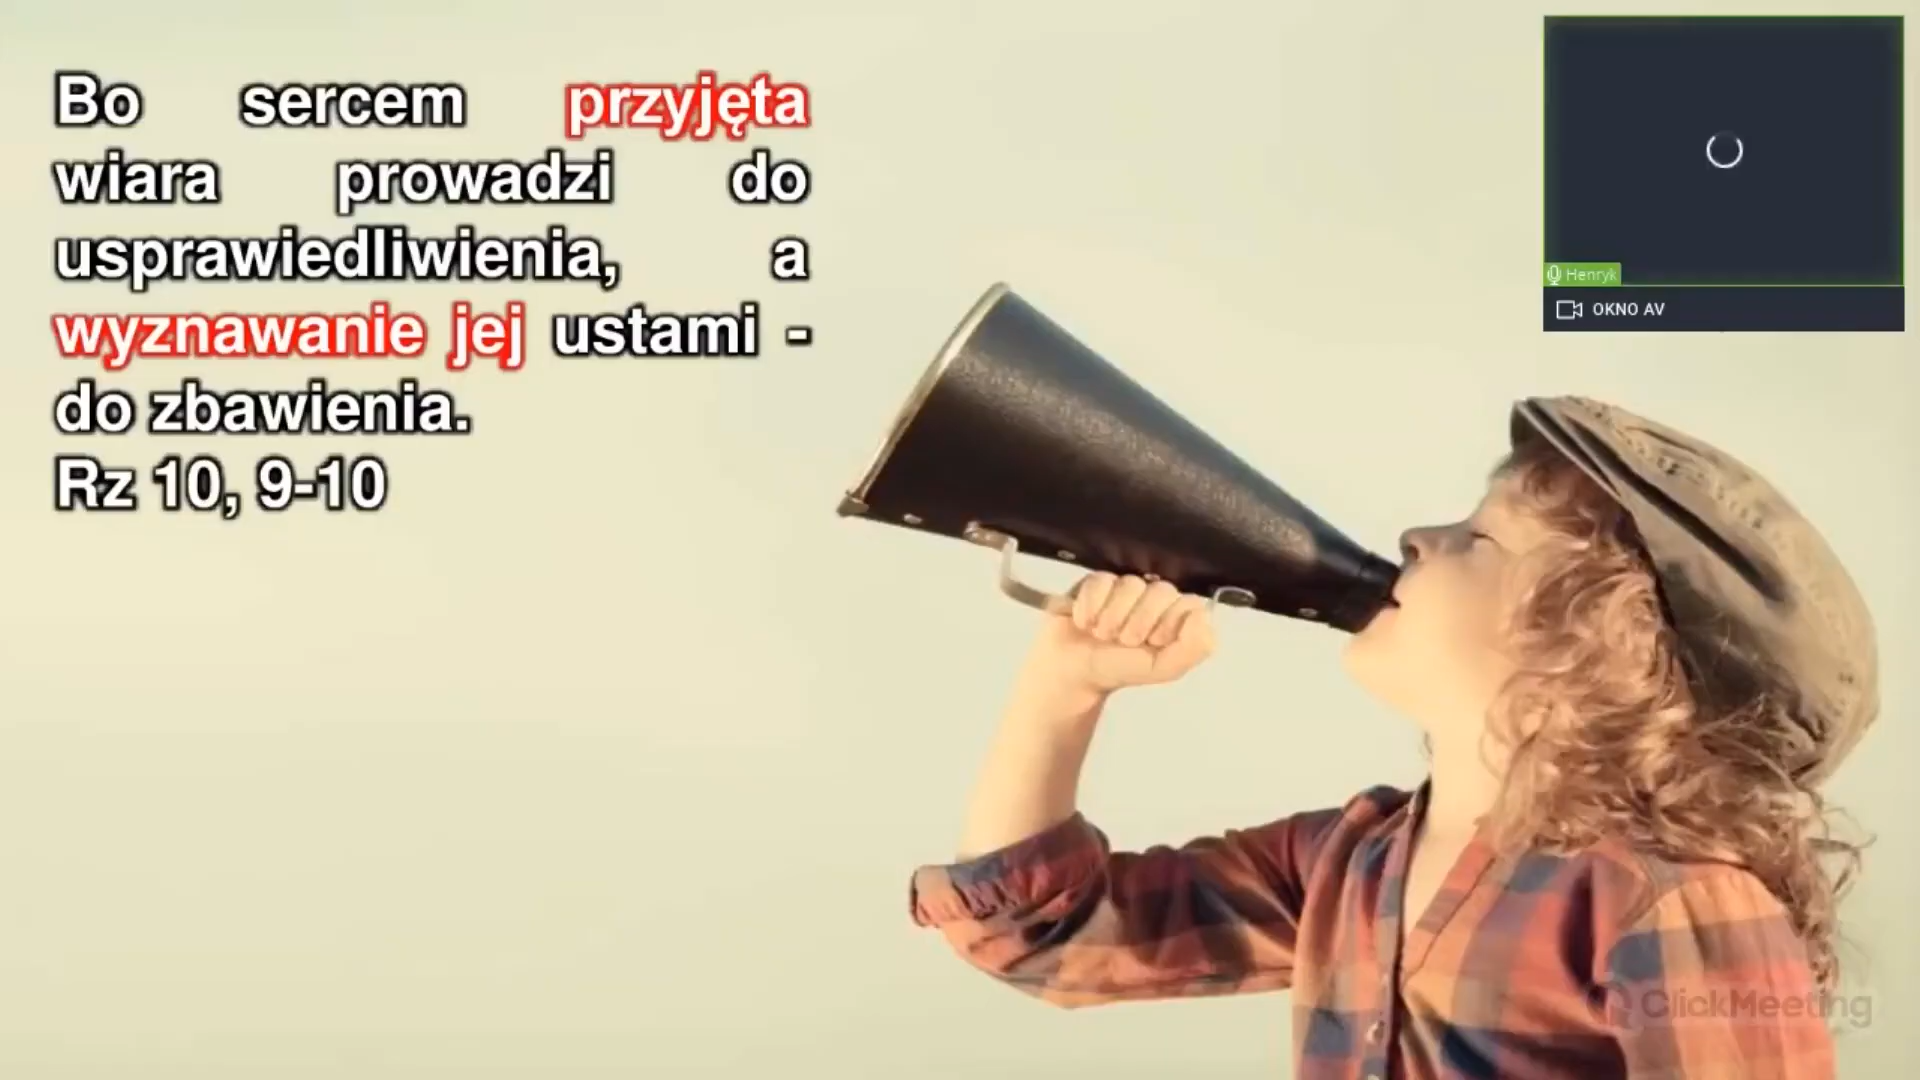 Bo sercem przyjęta
wiara prowadzi do
usprawiedliwienia, a
wyznawanie jej ustami -
do zbawienia.
Rz 10, 9-10
Henryk
OKNO AV
ClickMeeting